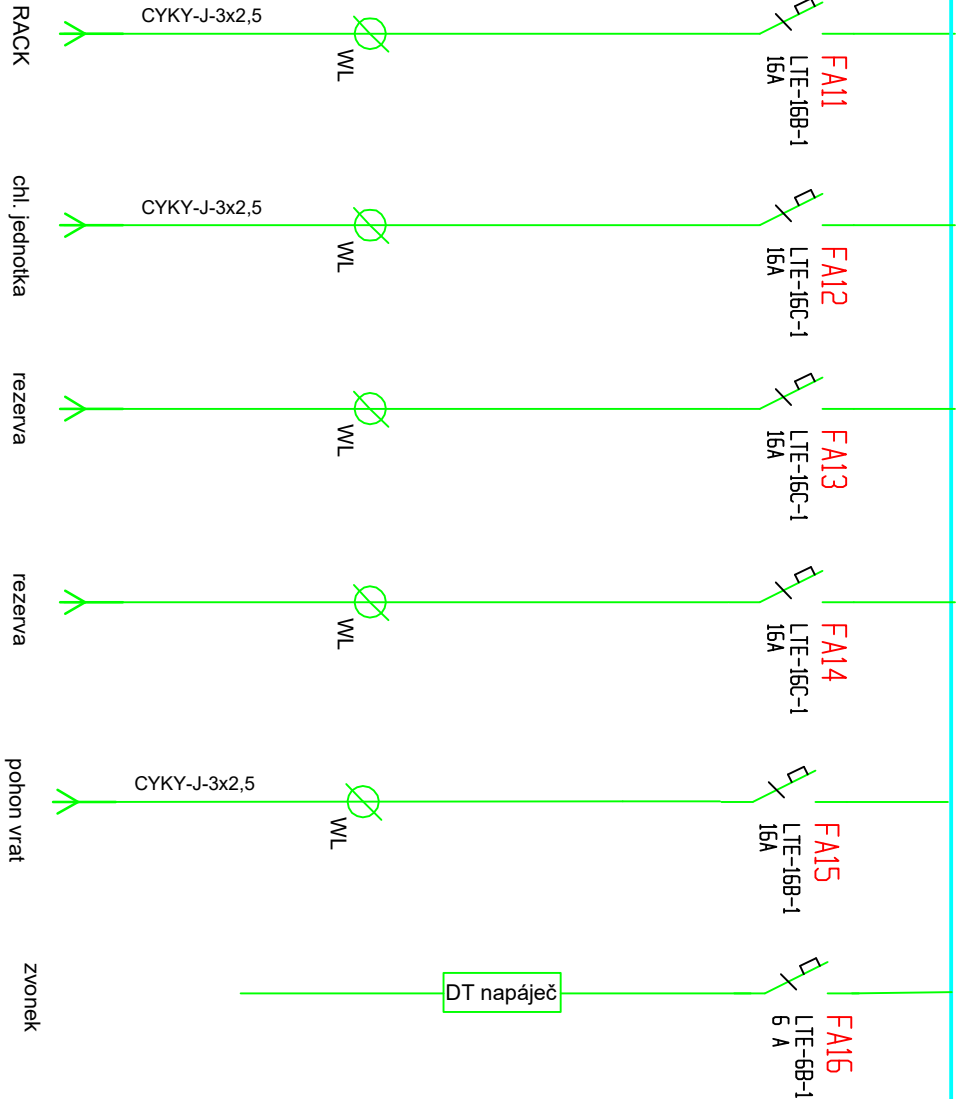 RACK
CYKY-J-3x2,5
WL
FA11
LTE-16B-1
16A
chl. jednotka
CYKY-J-3x2,5
WL
FA12
LTE-16C-1
16A
rezerva
WL
FA13
LTE-16C-1
16A
rezerva
WL
FA14
LTE-16C-1
16A
pohon vrat
CYKY-J-3x2,5
WL
FA15
LTE-16B-1
16A
zvonek
DT napáječ
FA16
LTE-6B-1
6 A